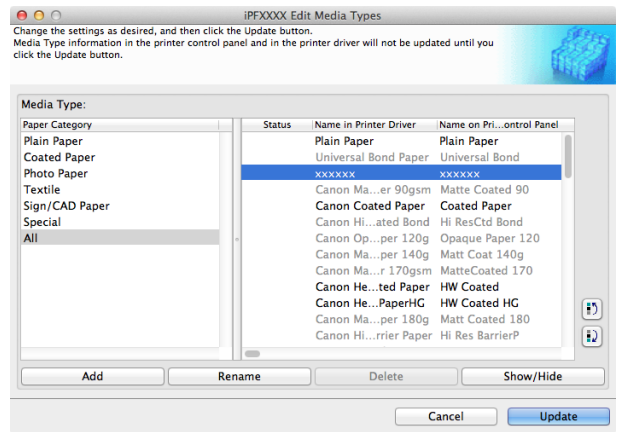 iPFXXXX Edit Media Types
Change the settings as desired, and then click the Update button.
Media Type information in the printer control panel and in the printer driver will not be updated until you
click the Update button.
Media Type:
Paper Category
Plain Paper
Coated Paper
Photo Paper
Textile
Sign/CAD Paper
Special
All
Status Name in Printer Driver Name on Pri...ontrol Panel
Plain Paper Plain Paper
Universal Bond Paper Universal Bond
xxxxxx xxxxxx
Canon Ma...er 90gsm Matte Coated 90
Canon Coated Paper Coated Paper
Canon Hi...ated Bond Hi ResCtd Bond
Canon Op...per 120g Opaque Paper 120
Canon Ma...per 140g Matt Coat 140g
Canon Ma...r 170gsm MatteCoated 170
Canon He...ted Paper HW Coated
Canon He...PaperHG HW Coated HG
Canon Ma...per 180g Matt Coated 180
Canon Hi...rrier Paper Hi Res BarrierP
Add Rename Delete Show/Hide
Cancel Update